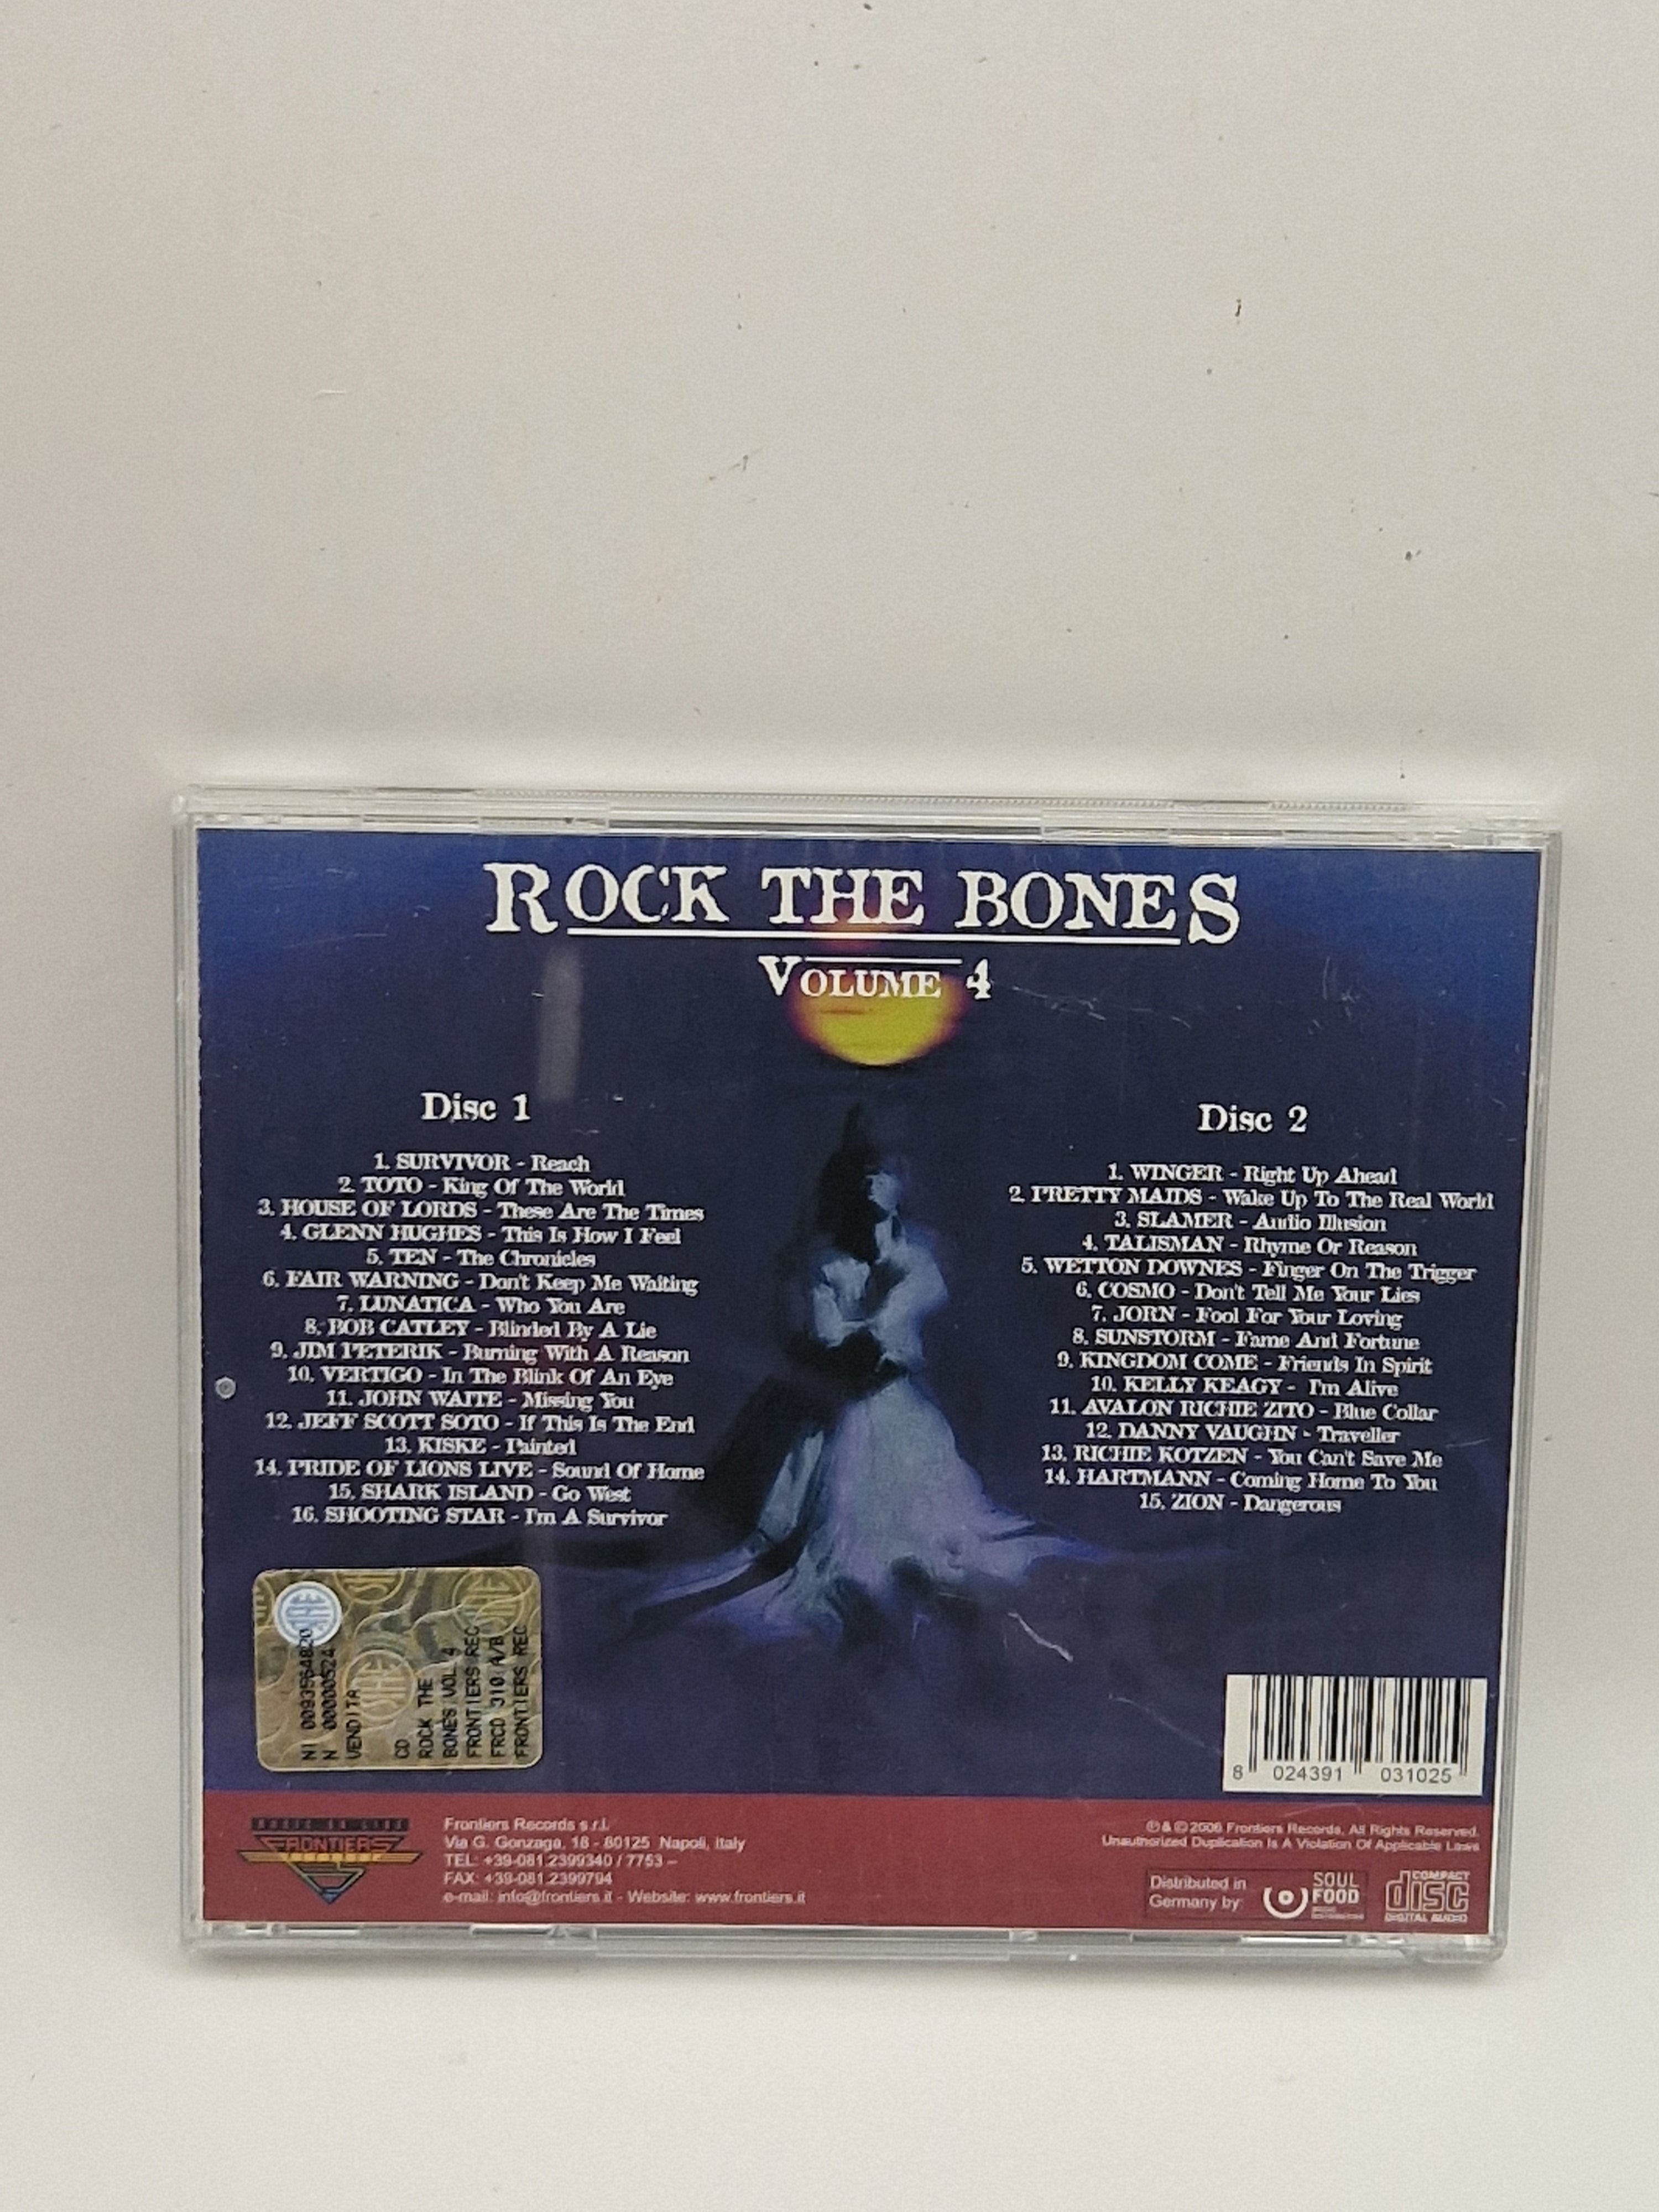 ROCK THE BONES
VOLUME 4
Disc 1
1. SURVIVOR - Reach
2. TOTO - King Of The World
3. HOUSE OF LORDS - These Are The Times
4. GLENN HUGHES - This Is How I Feel
5. TEN - The Chronicles
6. FAIR WARNING - Don't Keep Me Waiting
7. LUNATICA - Who You Are
8. BOB CATLEY - Blinded By A Lie
9. JIM PETERIK - Burning With A Reason
10. VERTIGO - In The Blink Of An Eye
11. JOHN WAITE - Missing You
12. JEFF SCOTT SOTO - If This Is The End
13. KISKE - Painted
14. PRIDE OF LIONS LIVE - Sound Of Home
15. SHARK ISLAND - Go West
16. SHOOTING STAR - I'm A Survivor
Disc 2
1. WINGER - Right Up Ahead
2. PRETTY MAIDS - Wake Up To The Real World
3. SLAMER - Audio Illusion
4. TALISMAN - Rhyme Or Reason
5. WETTON DOWNES - Finger On The Trigger
6. COSMO - Don't Tell Me Your Lies
7. JORN - Fool For Your Loving
8. SUNSTORM - Fame And Fortune
9. KINGDOM COME - Friends In Spirit
10. KELLY KEAGY - I'm Alive
11. AVALON RICHIE ZITO - Blue Collar
12. DANNY VAUGHN - Traveller
13. RICHIE KOTZEN - You Can't Save Me
14. HARTMANN - Coming Home To You
15. ZION - Dangerous
SIAE
NI 0093564820
N 00000524
VENDITA
CD
ROCK THE
BONES VOL 4
FRONTIERS REC
FRCD 310 A/B
FRONTIERS REC
8 024391 031025
FRONTIERS
Frontiers Records s.r.l.
Via G. Gonzaga, 18 - 80125 Napoli, Italy
TEL: +39-081.2399340 / 7753 –
FAX: +39-081.2399794
e-mail: info@frontiers.it - Website: www.frontiers.it
℗ & © 2006 Frontiers Records. All Rights Reserved.
Unauthorized Duplication Is A Violation Of Applicable Laws
Distributed in
Germany by:
SOUL
FOOD
COMPACT
disc
DIGITAL AUDIO